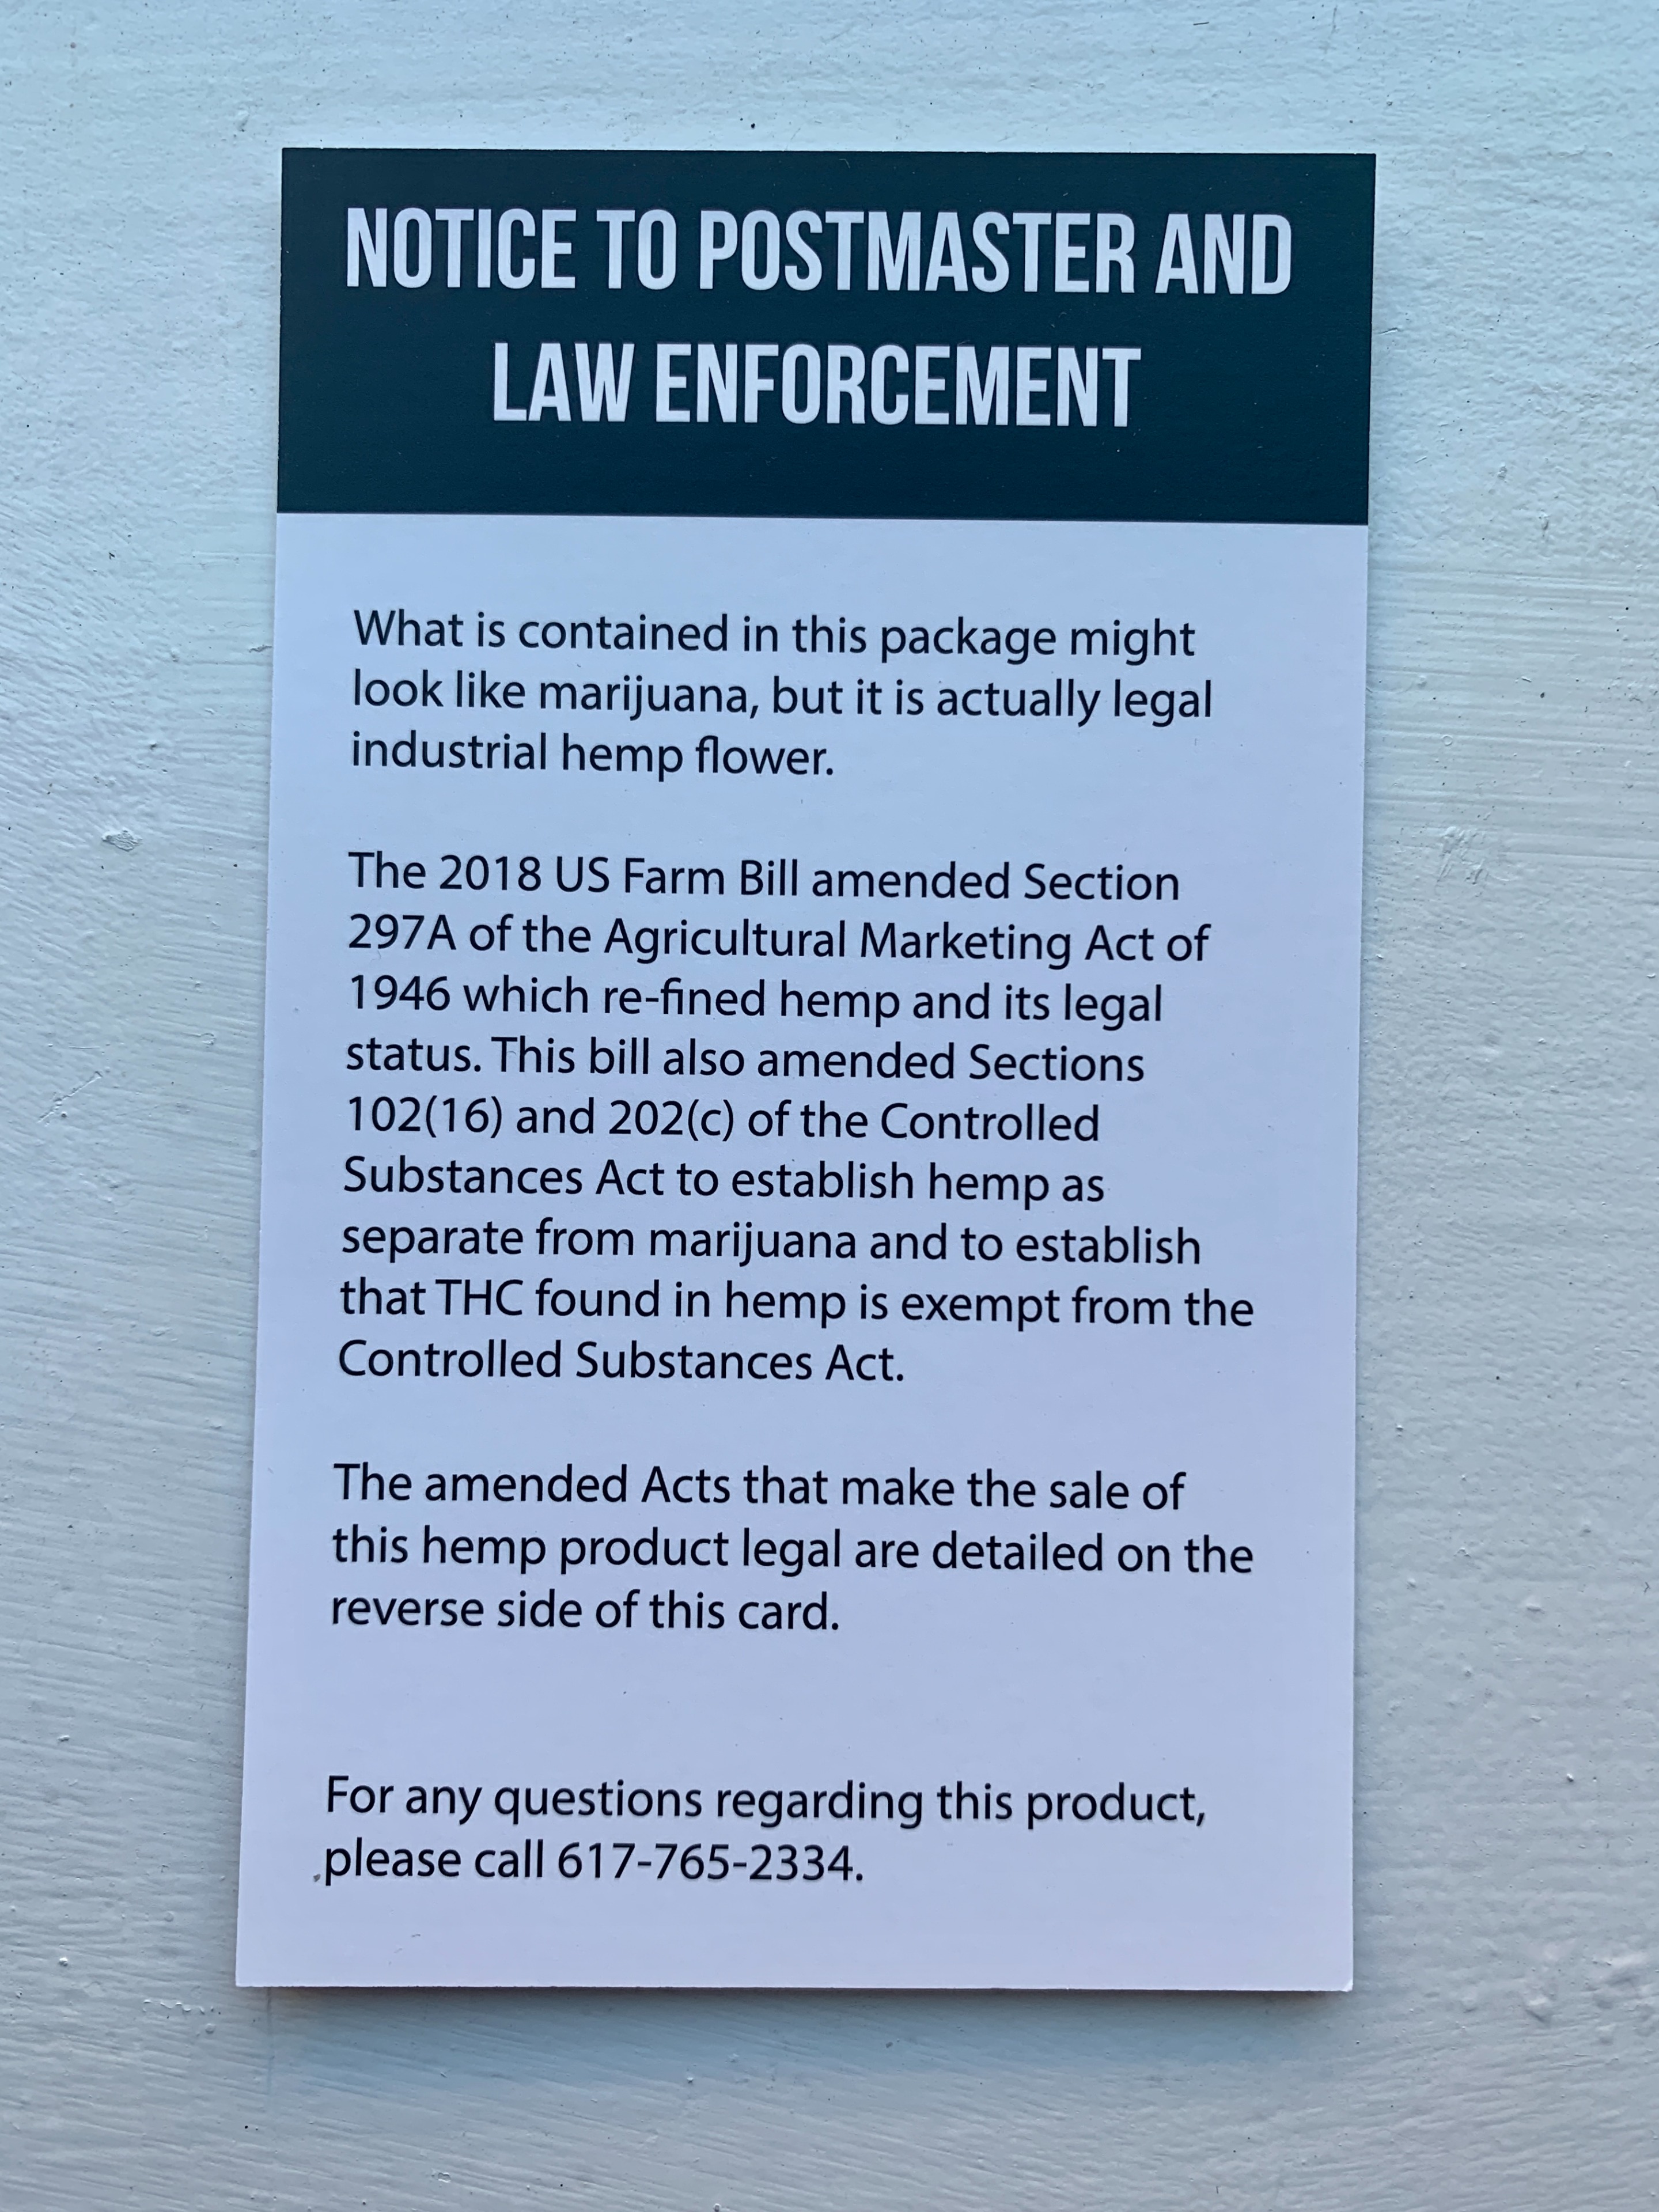 NOTICE TO POSTMASTER AND
LAW ENFORCEMENT
What is contained in this package might
look like marijuana, but it is actually legal
industrial hemp flower.
The 2018 US Farm Bill amended Section
297A of the Agricultural Marketing Act of
1946 which re-fined hemp and its legal
status. This bill also amended Sections
102(16) and 202(c) of the Controlled
Substances Act to establish hemp as
separate from marijuana and to establish
that THC found in hemp is exempt from the
Controlled Substances Act.
The amended Acts that make the sale of
this hemp product legal are detailed on the
reverse side of this card.
For any questions regarding this product,
please call 617-765-2334.